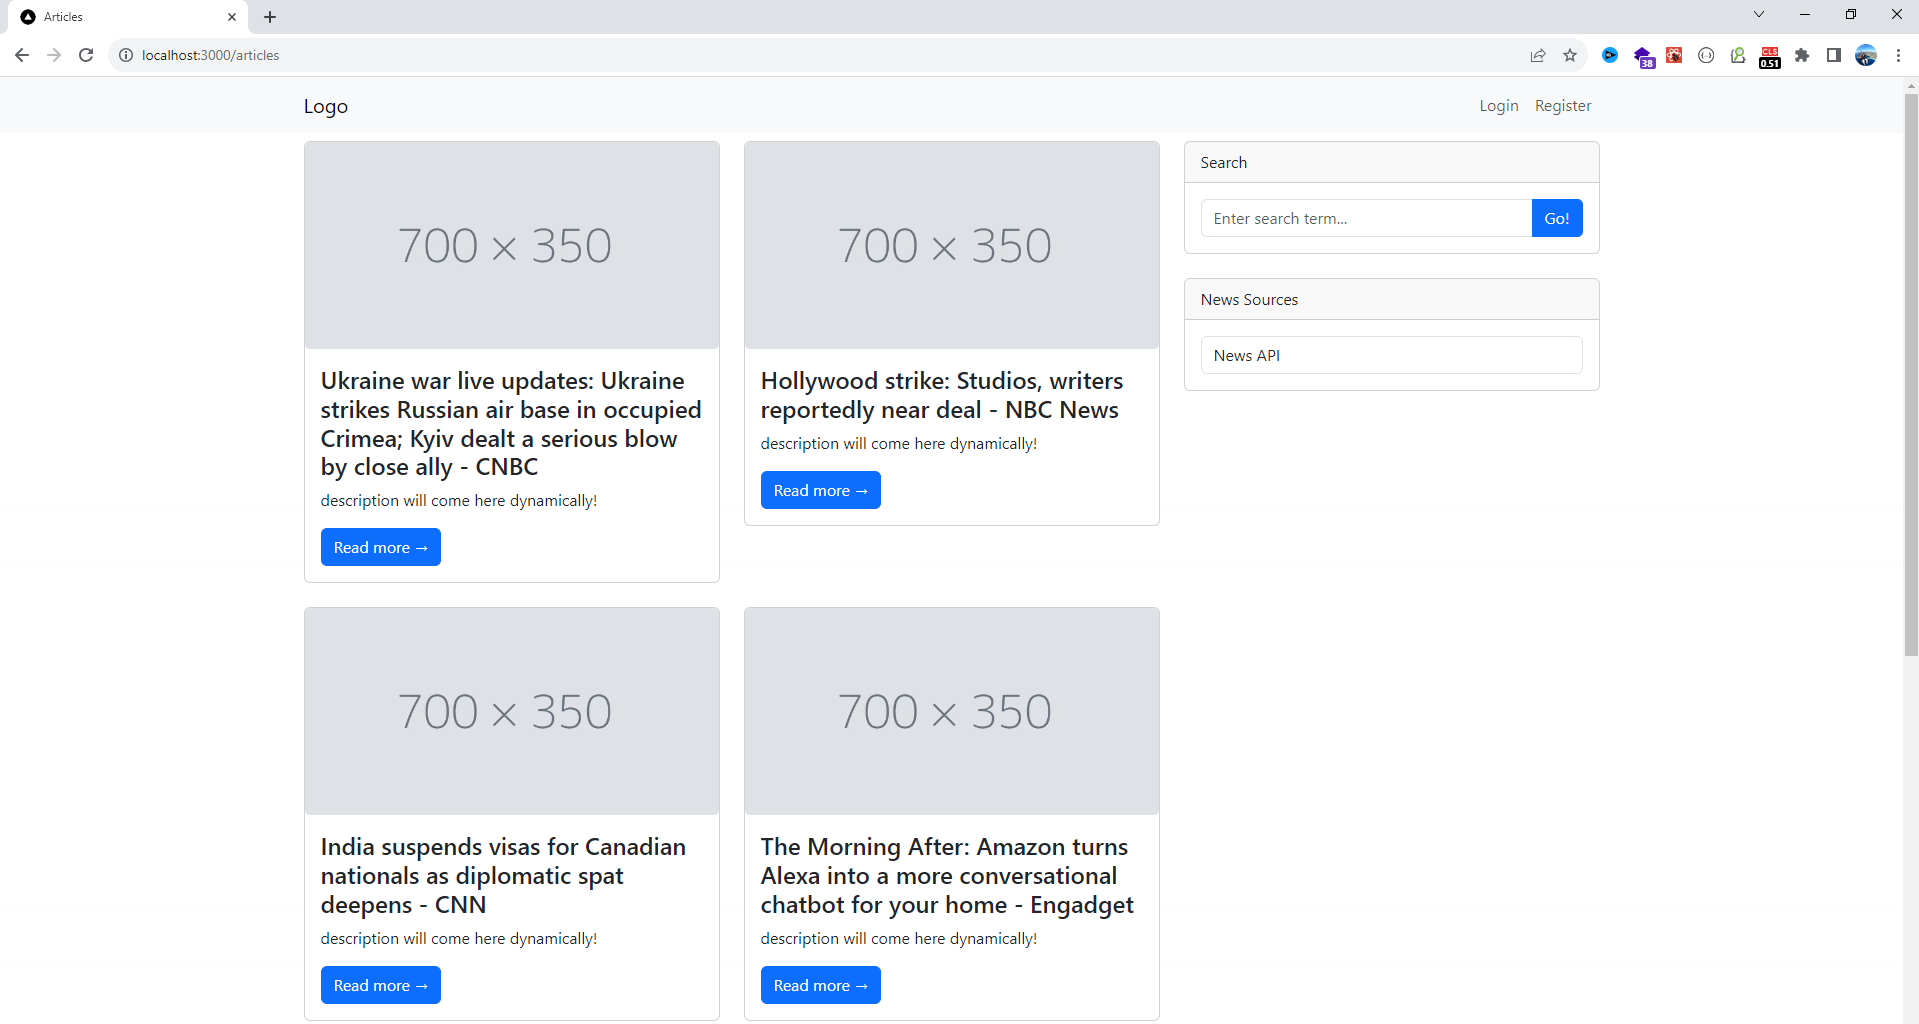 Articles
localhost:3000/articles
38
CLS
0.51
Logo
Login Register
700 × 350
Ukraine war live updates: Ukraine
strikes Russian air base in occupied
Crimea; Kyiv dealt a serious blow
by close ally - CNBC
description will come here dynamically!
Read more →
700 × 350
Hollywood strike: Studios, writers
reportedly near deal - NBC News
description will come here dynamically!
Read more →
Search
Enter search term...
Go!
News Sources
News API
700 × 350
India suspends visas for Canadian
nationals as diplomatic spat
deepens - CNN
description will come here dynamically!
Read more →
700 × 350
The Morning After: Amazon turns
Alexa into a more conversational
chatbot for your home - Engadget
description will come here dynamically!
Read more →